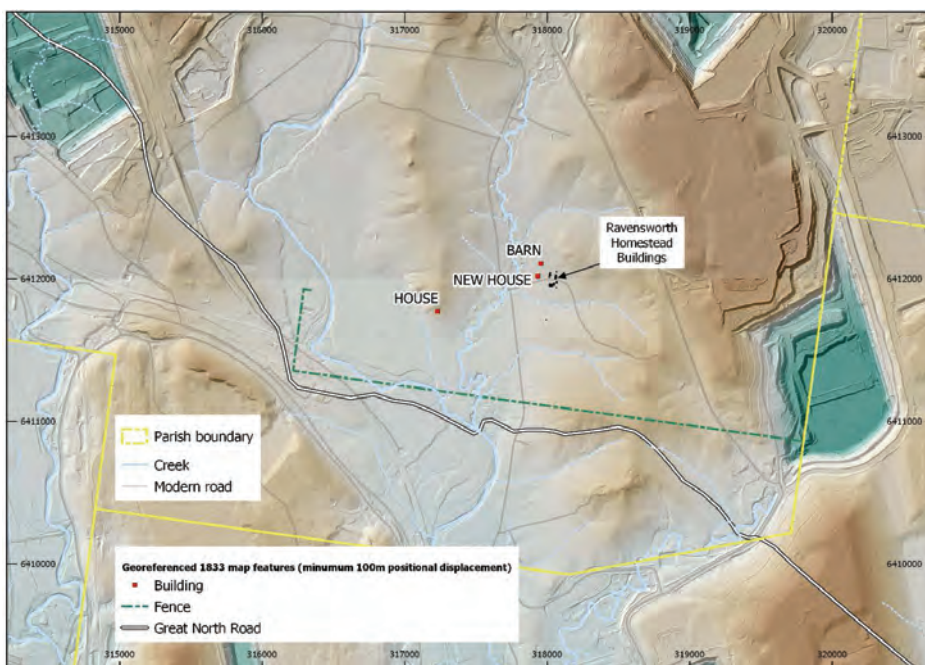 315000 316000 317000 318000 319000 320000
6413000 6413000
Ravensworth
Homestead
Buildings
BARN
NEW HOUSE
6412000 6412000
HOUSE
6411000 6411000
Parish boundary
Creek
Modern road
6410000 6410000
Georeferenced 1833 map features (minumum 100m positional displacement)
Building
Fence
Great North Road
315000 316000 317000 318000 319000 320000